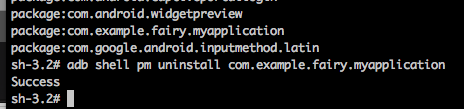 package:com.android.widgetpreview
package:com.example.fairy.myapplication
package:com.google.android.inputmethod.latin
sh-3.2# adb shell pm uninstall com.example.fairy.myapplication
Success
sh-3.2#